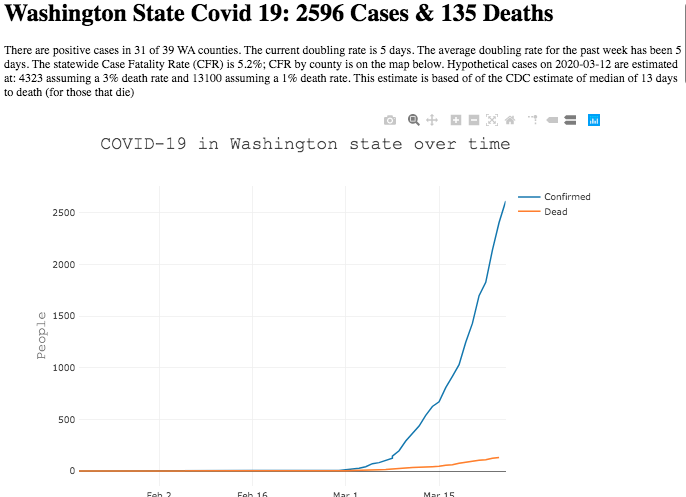 Washington State Covid 19: 2596 Cases & 135 Deaths
There are positive cases in 31 of 39 WA counties. The current doubling rate is 5 days. The average doubling rate for the past week has been 5
days. The statewide Case Fatality Rate (CFR) is 5.2%; CFR by county is on the map below. Hypothetical cases on 2020-03-12 are estimated
at: 4323 assuming a 3% death rate and 13100 assuming a 1% death rate. This estimate is based of of the CDC estimate of median of 13 days
to death (for those that die)
COVID-19 in Washington state over time
Confirmed
Dead
2500
2000
1500
1000
500
0
People
Feb 2
Feb 16
Mar 1
Mar 15